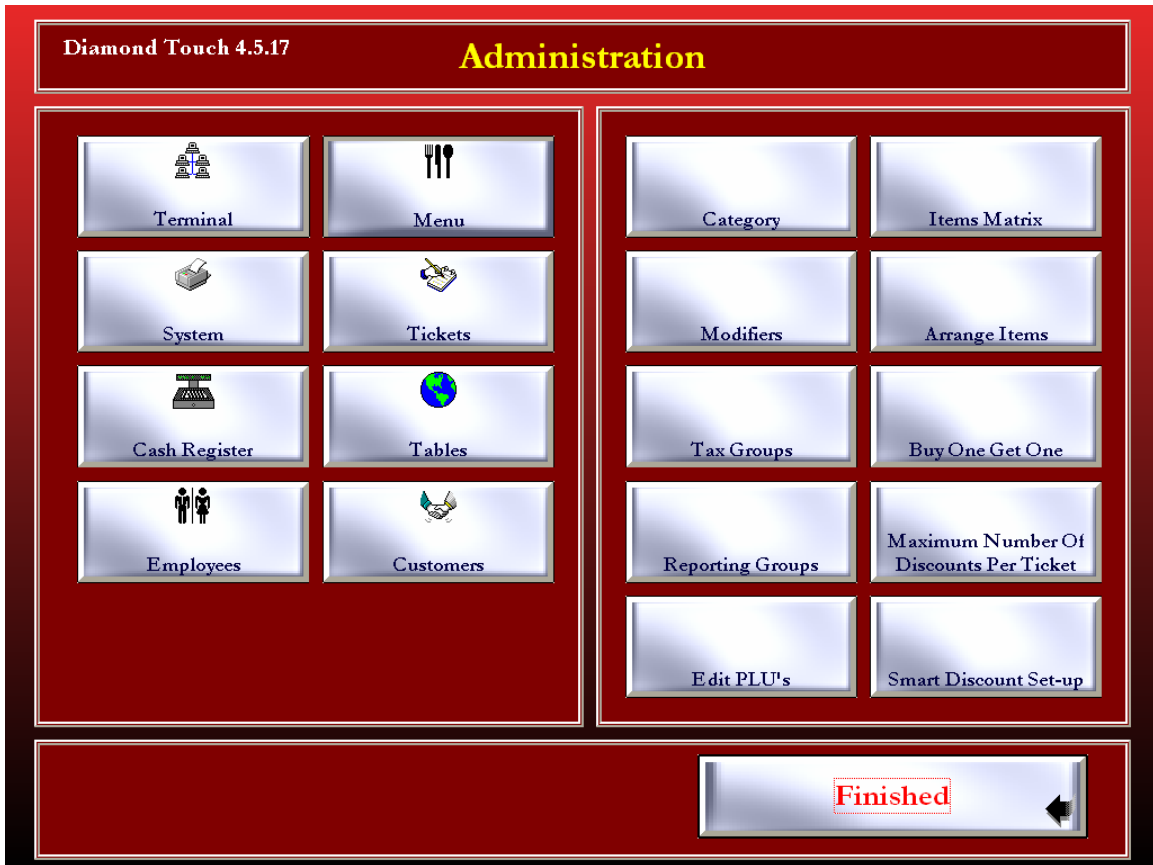 Diamond Touch 4.5.17
Administration
Terminal
Menu
System
Tickets
Cash Register
Tables
Employees
Customers
Category
Items Matrix
Modifiers
Arrange Items
Tax Groups
Buy One Get One
Reporting Groups
Maximum Number Of
Discounts Per Ticket
Edit PLU's
Smart Discount Set-up
Finished